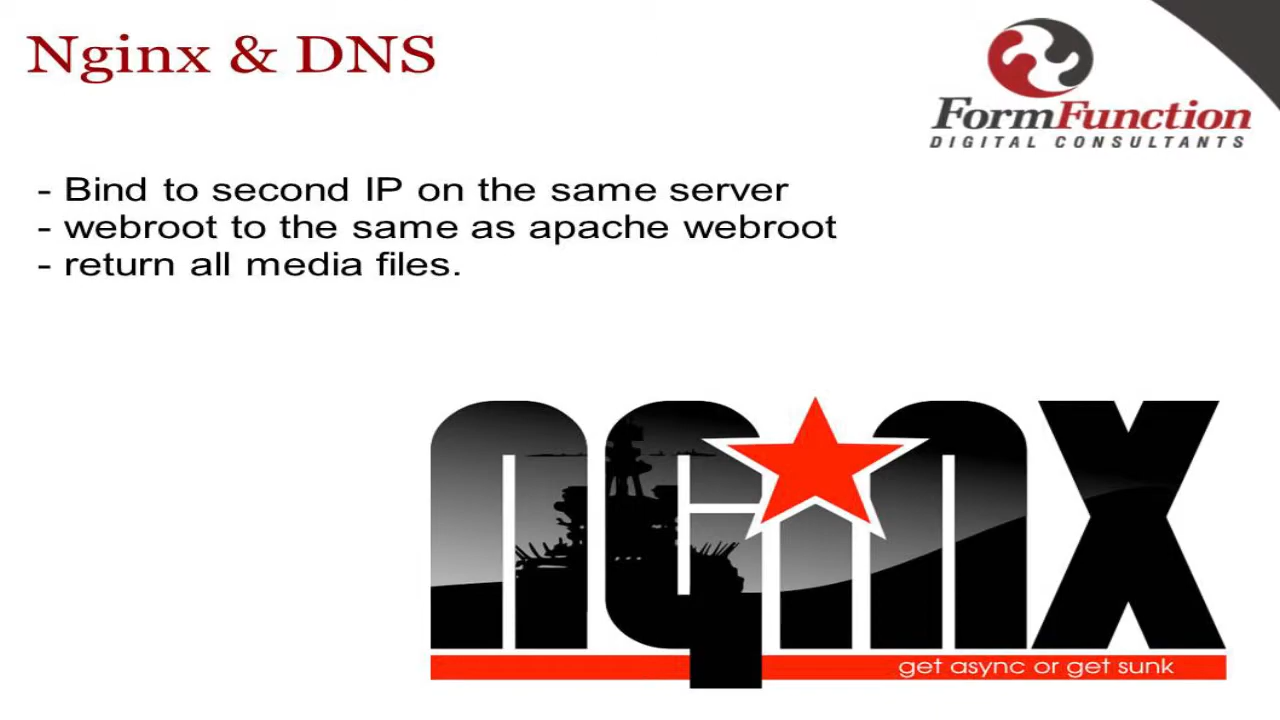 Nginx & DNS
FormFunction
DIGITAL CONSULTANTS
- Bind to second IP on the same server
- webroot to the same as apache webroot
- return all media files.
nginx
get async or get sunk